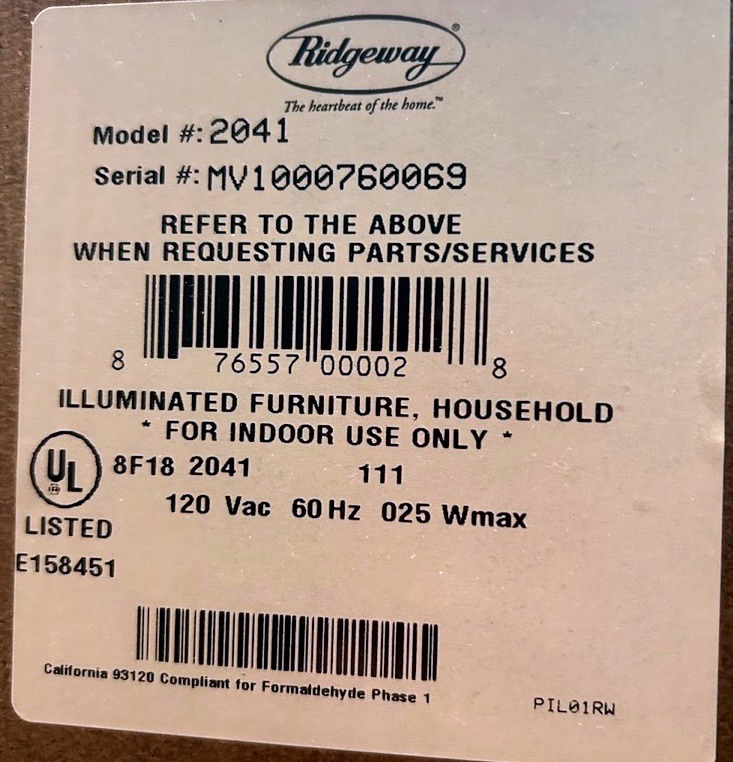 Ridgeway®
The heartbeat of the home.™
Model #: 2041
Serial #: MV1000760069
REFER TO THE ABOVE
WHEN REQUESTING PARTS/SERVICES
8 76557 00002 8
ILLUMINATED FURNITURE, HOUSEHOLD
* FOR INDOOR USE ONLY *
UL® 8F18 2041 111
120 Vac 60 Hz 025 Wmax
LISTED
E158451
California 93120 Compliant for Formaldehyde Phase 1
PIL01RW